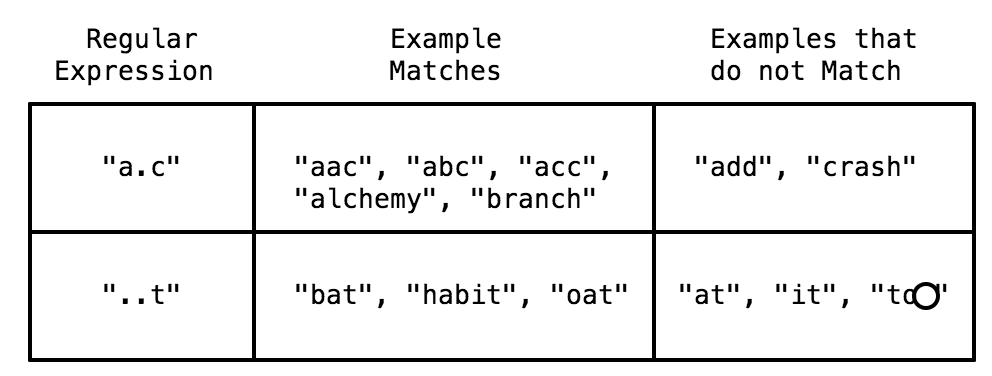 Regular
Expression
Example
Matches
Examples that
do not Match
"a.c"
"aac", "abc", "acc",
"alchemy", "branch"
"add", "crash"
"..t"
"bat", "habit", "oat"
"at", "it",